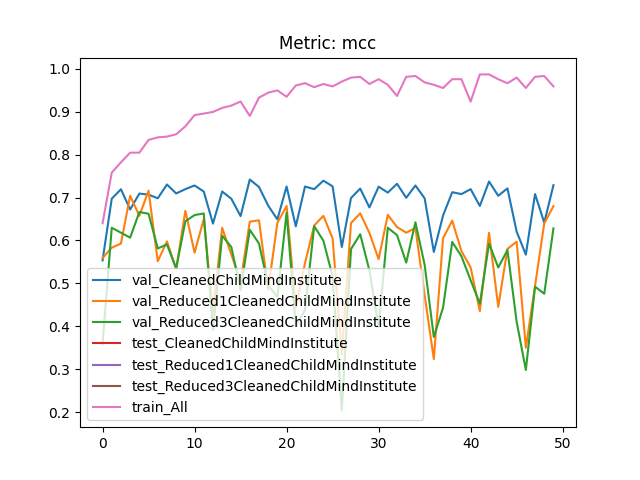 Metric: mcc
1.0
0.9
0.8
0.7
0.6
0.5
0.4
0.3
0.2
val_CleanedChildMindInstitute
val_Reduced1CleanedChildMindInstitute
val_Reduced3CleanedChildMindInstitute
test_CleanedChildMindInstitute
test_Reduced1CleanedChildMindInstitute
test_Reduced3CleanedChildMindInstitute
train_All
0 10 20 30 40 50